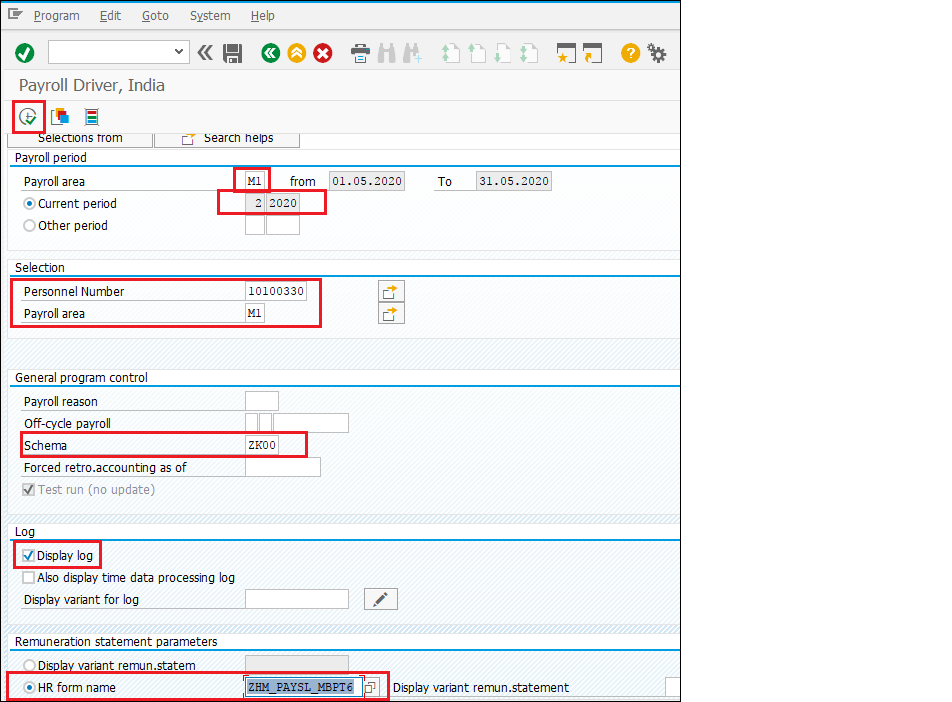 Program Edit Goto System Help
Payroll Driver, India
Selections from Search helps
Payroll period
Payroll area M1 from 01.05.2020 To 31.05.2020
Current period 2 2020
Other period
Selection
Personnel Number 10100330
Payroll area M1
General program control
Payroll reason
Off-cycle payroll
Schema ZK00
Forced retro.accounting as of
Test run (no update)
Log
Display log
Also display time data processing log
Display variant for log
Remuneration statement parameters
Display variant remun.statem
HR form name ZHM_PAYSL_MBPT6 Display variant remun.statement